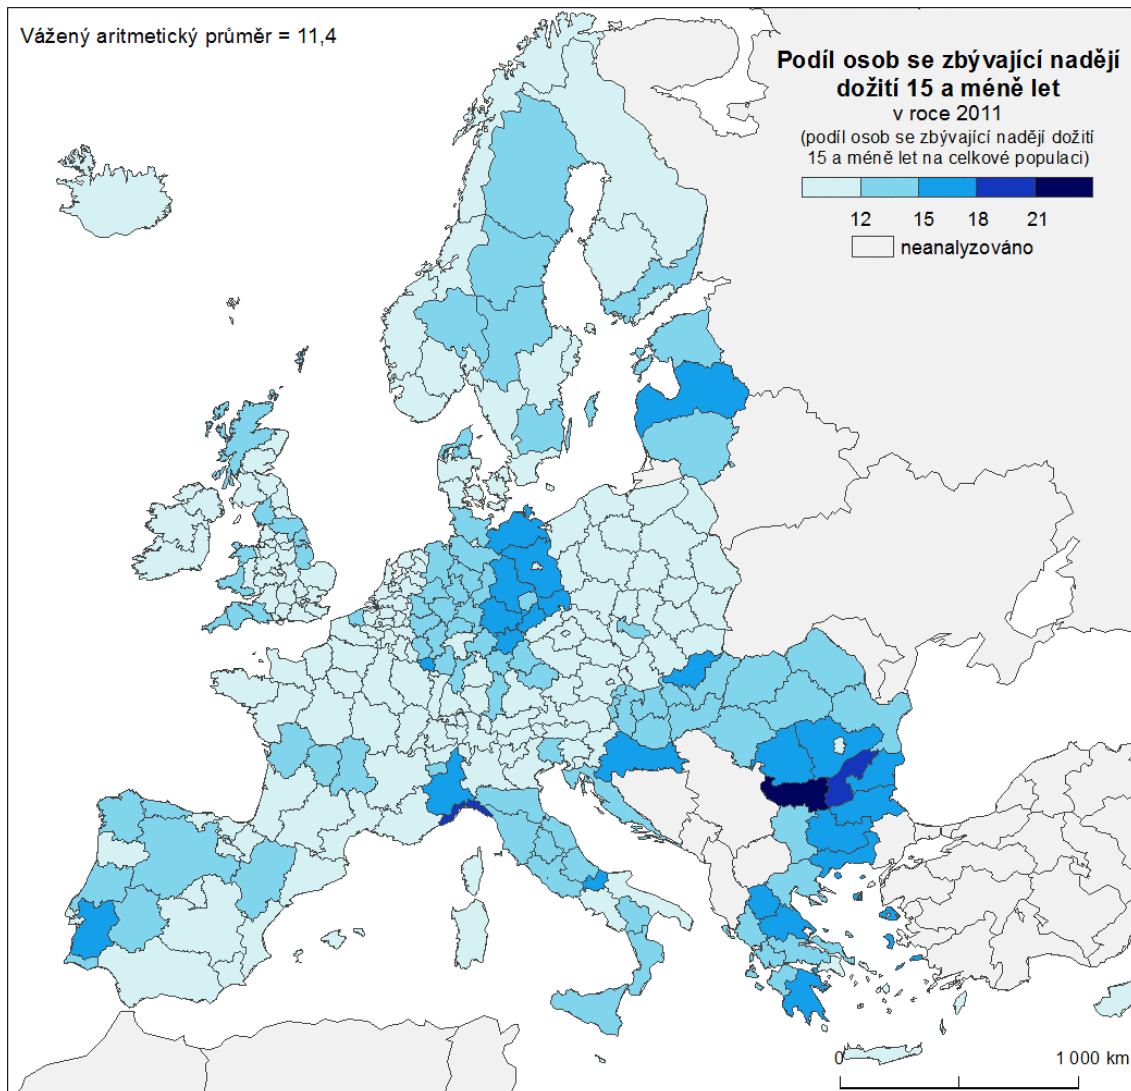 Vážený aritmetický průměr = 11,4
Podíl osob se zbývající nadějí
dožití 15 a méně let
v roce 2011
(podíl osob se zbývající nadějí dožití
15 a méně let na celkové populaci)
12 15 18 21
neanalyzováno
0 1 000 km